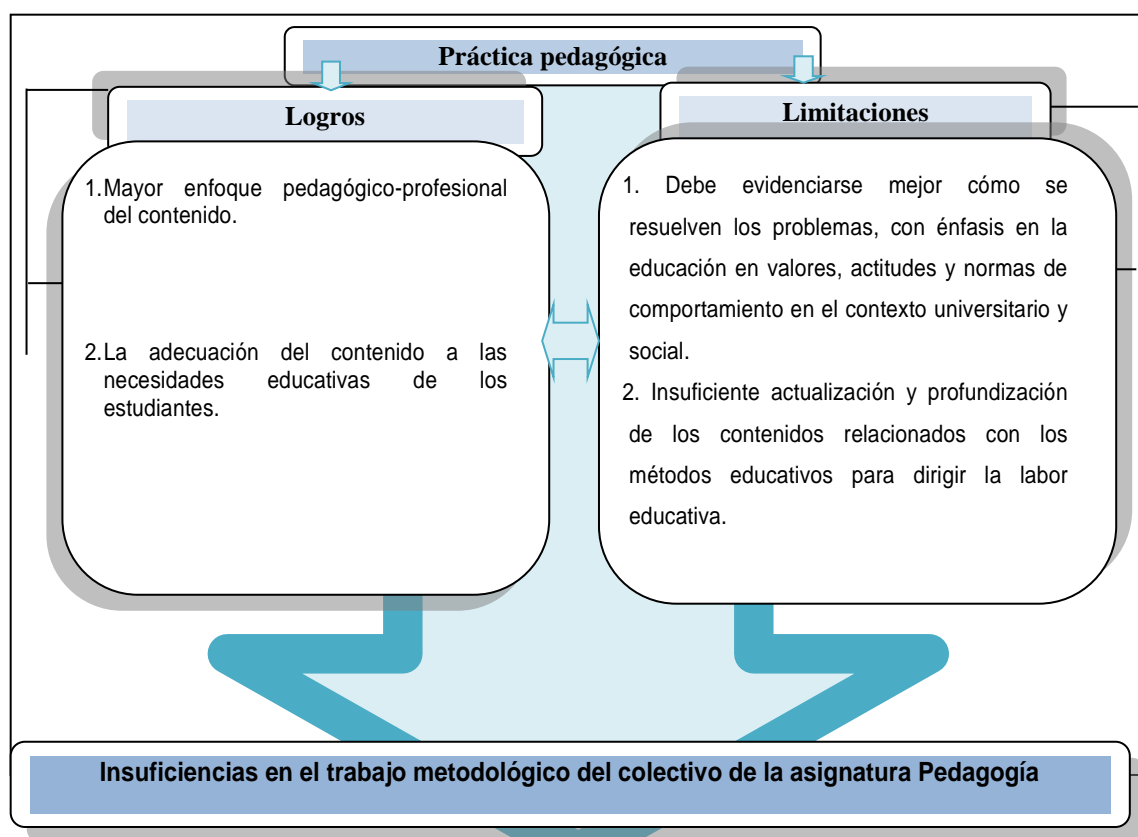 Práctica pedagógica
Logros
1.Mayor enfoque pedagógico-profesional
del contenido.
2.La adecuación del contenido a las
necesidades educativas de los
estudiantes.
Limitaciones
1. Debe evidenciarse mejor cómo se
resuelven los problemas, con énfasis en la
educación en valores, actitudes y normas de
comportamiento en el contexto universitario y
social.
2. Insuficiente actualización y profundización
de los contenidos relacionados con los
métodos educativos para dirigir la labor
educativa.
Insuficiencias en el trabajo metodológico del colectivo de la asignatura Pedagogía